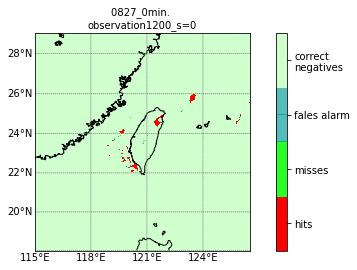 0827_0min.
observation1200_s=0
28°N
26°N
24°N
22°N
20°N
115°E
118°E
121°E
124°E
correct
negatives
fales alarm
misses
hits